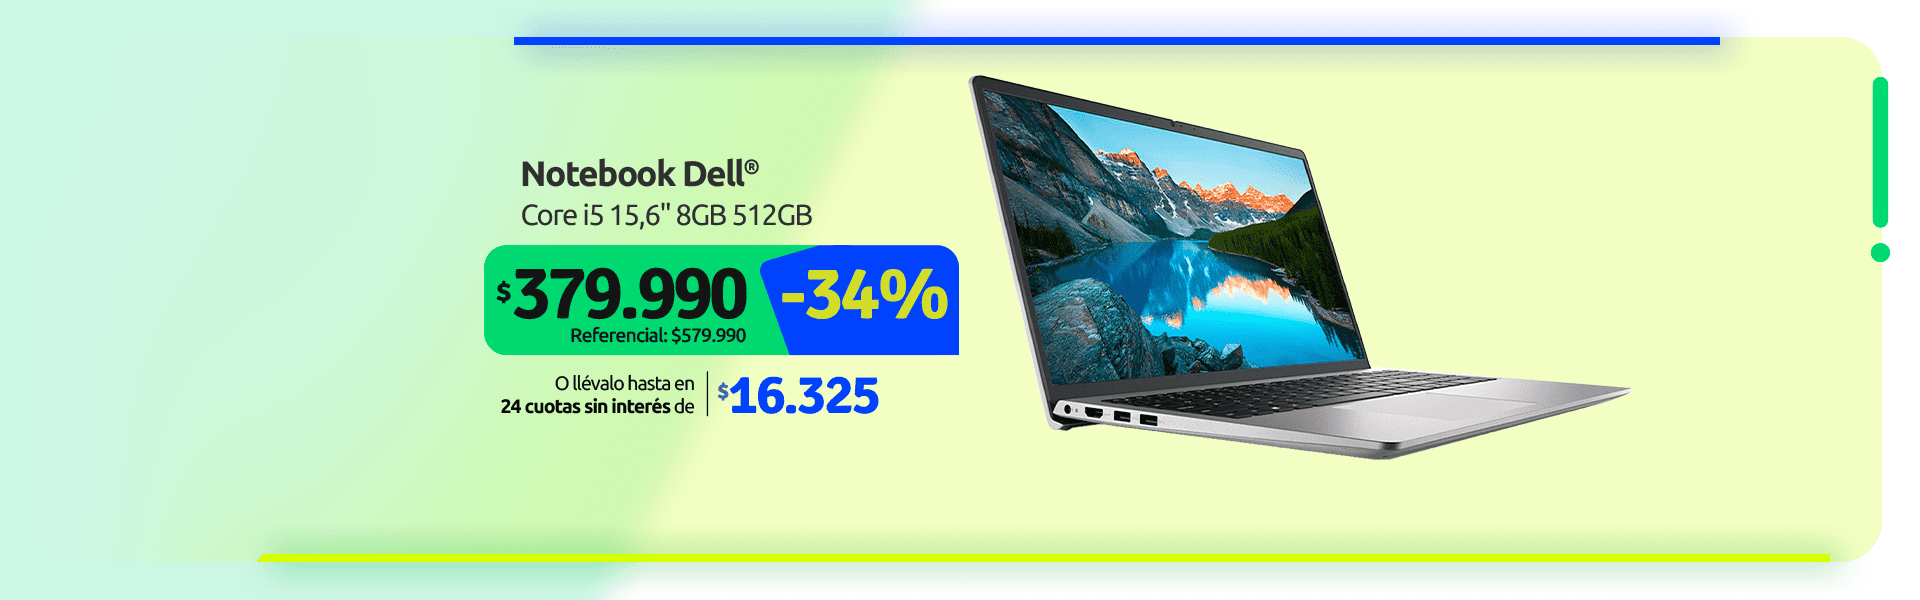 Notebook Dell®
Core i5 15,6" 8GB 512GB
$379.990
-34%
Referencial: $579.990
O llévalo hasta en
24 cuotas sin interés de
$16.325